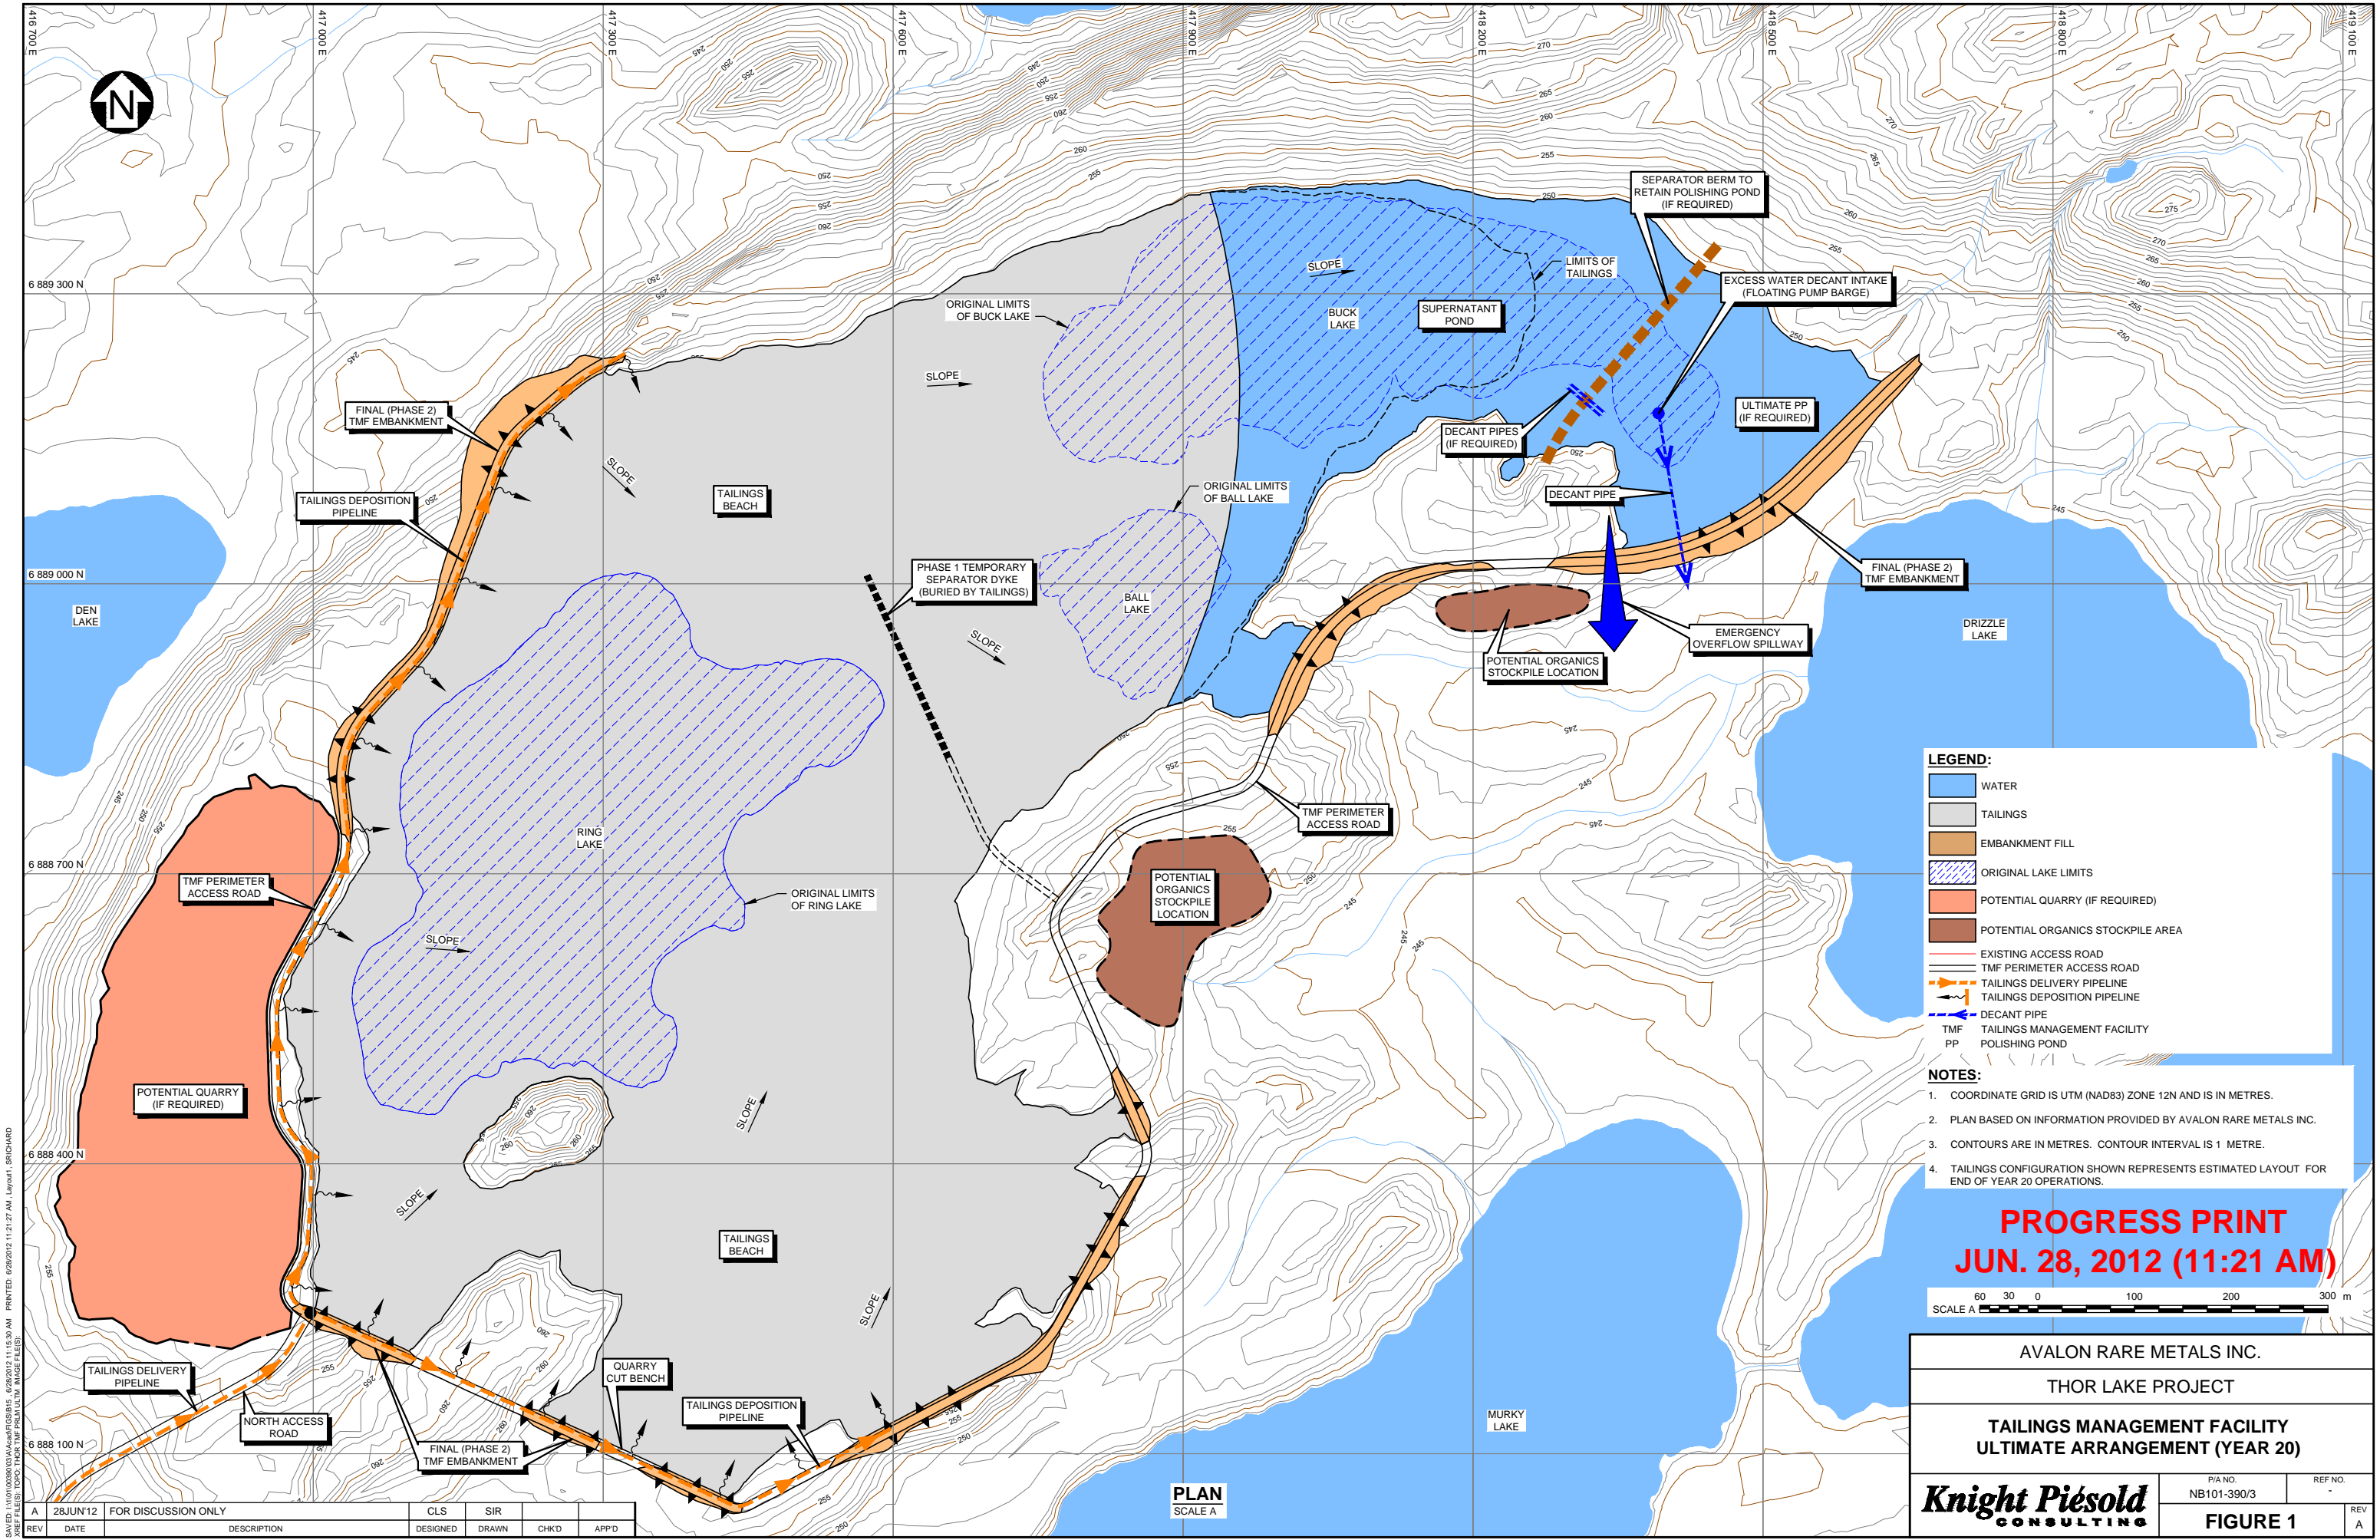 416 700 E
417 000 E
417 300 E
417 600 E
417 900 E
418 200 E
418 500 E
418 800 E
419 100 E
N
6 889 300 N
6 889 000 N
6 888 700 N
6 888 400 N
6 888 100 N
SEPARATOR BERM TO
RETAIN POLISHING POND
(IF REQUIRED)
LIMITS OF
TAILINGS
EXCESS WATER DECANT INTAKE
(FLOATING PUMP BARGE)
ORIGINAL LIMITS
OF BUCK LAKE
SLOPE
BUCK
LAKE
SUPERNATANT
POND
SLOPE
FINAL (PHASE 2)
TMF EMBANKMENT
ULTIMATE PP
(IF REQUIRED)
DECANT PIPES
(IF REQUIRED)
SLOPE
TAILINGS
BEACH
ORIGINAL LIMITS
OF BALL LAKE
DECANT PIPE
TAILINGS DEPOSITION
PIPELINE
PHASE 1 TEMPORARY
SEPARATOR DYKE
(BURIED BY TAILINGS)
FINAL (PHASE 2)
TMF EMBANKMENT
DEN
LAKE
BALL
LAKE
SLOPE
EMERGENCY
OVERFLOW SPILLWAY
DRIZZLE
LAKE
POTENTIAL ORGANICS
STOCKPILE LOCATION
TMF PERIMETER
ACCESS ROAD
RING
LAKE
TMF PERIMETER
ACCESS ROAD
ORIGINAL LIMITS
OF RING LAKE
POTENTIAL
ORGANICS
STOCKPILE
LOCATION
SLOPE
POTENTIAL QUARRY
(IF REQUIRED)
SLOPE
SLOPE
TAILINGS
BEACH
SLOPE
TAILINGS DELIVERY
PIPELINE
NORTH ACCESS
ROAD
FINAL (PHASE 2)
TMF EMBANKMENT
QUARRY
CUT BENCH
TAILINGS DEPOSITION
PIPELINE
MURKY
LAKE
PLAN
SCALE A
LEGEND:
WATER
TAILINGS
EMBANKMENT FILL
ORIGINAL LAKE LIMITS
POTENTIAL QUARRY (IF REQUIRED)
POTENTIAL ORGANICS STOCKPILE AREA
EXISTING ACCESS ROAD
TMF PERIMETER ACCESS ROAD
TAILINGS DELIVERY PIPELINE
TAILINGS DEPOSITION PIPELINE
DECANT PIPE
TMF TAILINGS MANAGEMENT FACILITY
PP POLISHING POND
NOTES:
1. COORDINATE GRID IS UTM (NAD83) ZONE 12N AND IS IN METRES.
2. PLAN BASED ON INFORMATION PROVIDED BY AVALON RARE METALS INC.
3. CONTOURS ARE IN METRES. CONTOUR INTERVAL IS 1 METRE.
4. TAILINGS CONFIGURATION SHOWN REPRESENTS ESTIMATED LAYOUT FOR
END OF YEAR 20 OPERATIONS.
PROGRESS PRINT
JUN. 28, 2012 (11:21 AM)
60 30 0 100 200 300 m
SCALE A
AVALON RARE METALS INC.
THOR LAKE PROJECT
TAILINGS MANAGEMENT FACILITY
ULTIMATE ARRANGEMENT (YEAR 20)
Knight Piésold
CONSULTING
P/A NO.
NB101-390/3
REF NO.
-
FIGURE 1
REV
A
A 28JUN'12 FOR DISCUSSION ONLY CLS SIR
REV DATE DESCRIPTION DESIGNED DRAWN CHK'D APP'D